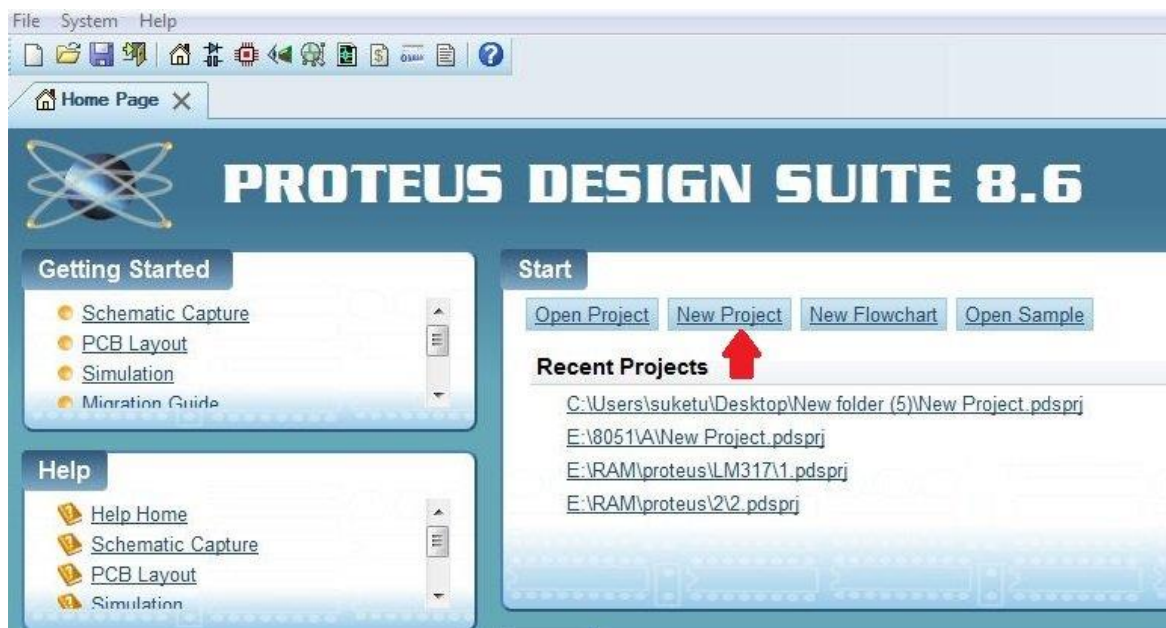 File System Help
Home Page
PROTEUS DESIGN SUITE 8.6
Getting Started
Schematic Capture
PCB Layout
Simulation
Migration Guide
Start
Open Project New Project New Flowchart Open Sample
Recent Projects
C:\Users\suketu\Desktop\New folder (5)\New Project.pdsprj
E:\8051\A\New Project.pdsprj
E:\RAM\proteus\LM317\1.pdsprj
E:\RAM\proteus\2\2.pdsprj
Help
Help Home
Schematic Capture
PCB Layout
Simulation